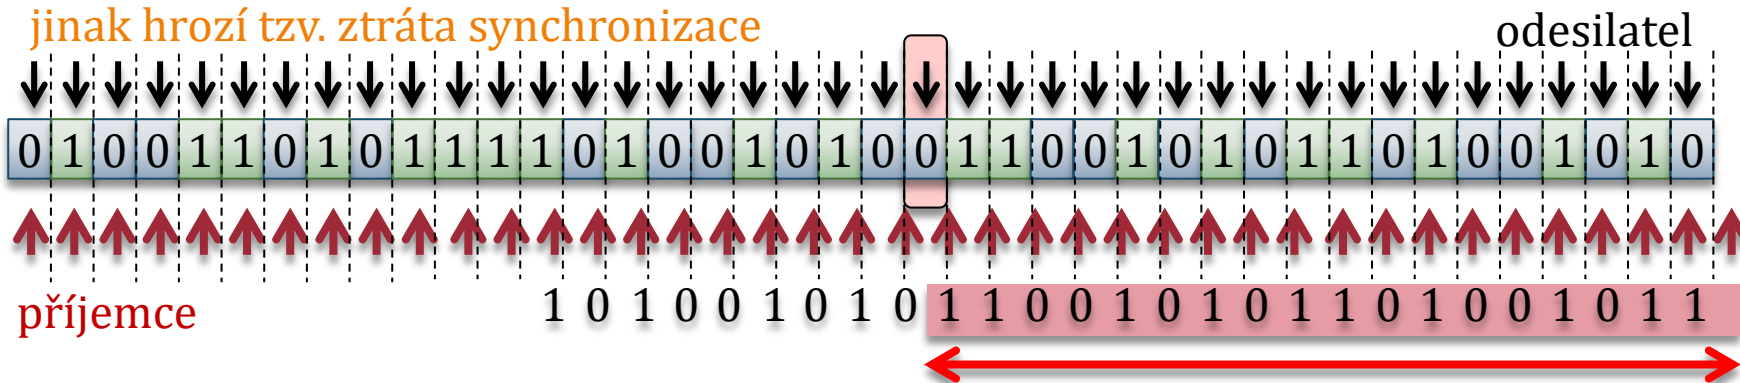 jinak hrozí tzv. ztráta synchronizace
odesilatel
0 1 0 0 1 1 0 1 0 1 1 1 1 0 1 0 0 1 0 1 0 0 1 1 0 0 1 0 1 0 1 1 0 1 0 0 1 0 1 0
příjemce
1 0 1 0 0 1 0 1 0 1 1 0 0 1 0 1 0 1 1 0 1 0 0 1 0 1 1